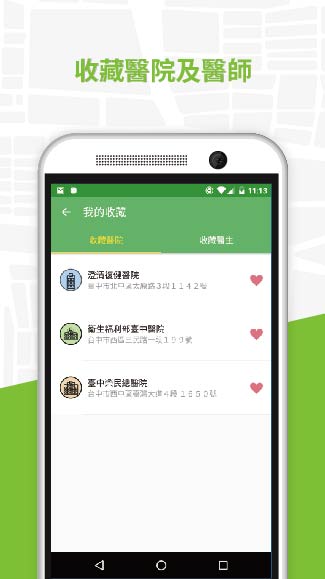 收藏醫院及醫師
11:13
我的收藏
收藏醫院
收藏醫生
澄清復健醫院
臺中市北屯區太原路3段1142號
衛生福利部臺中醫院
台中市西區三民路一段199號
臺中榮民總醫院
台中市西屯區臺灣大道4段1650號